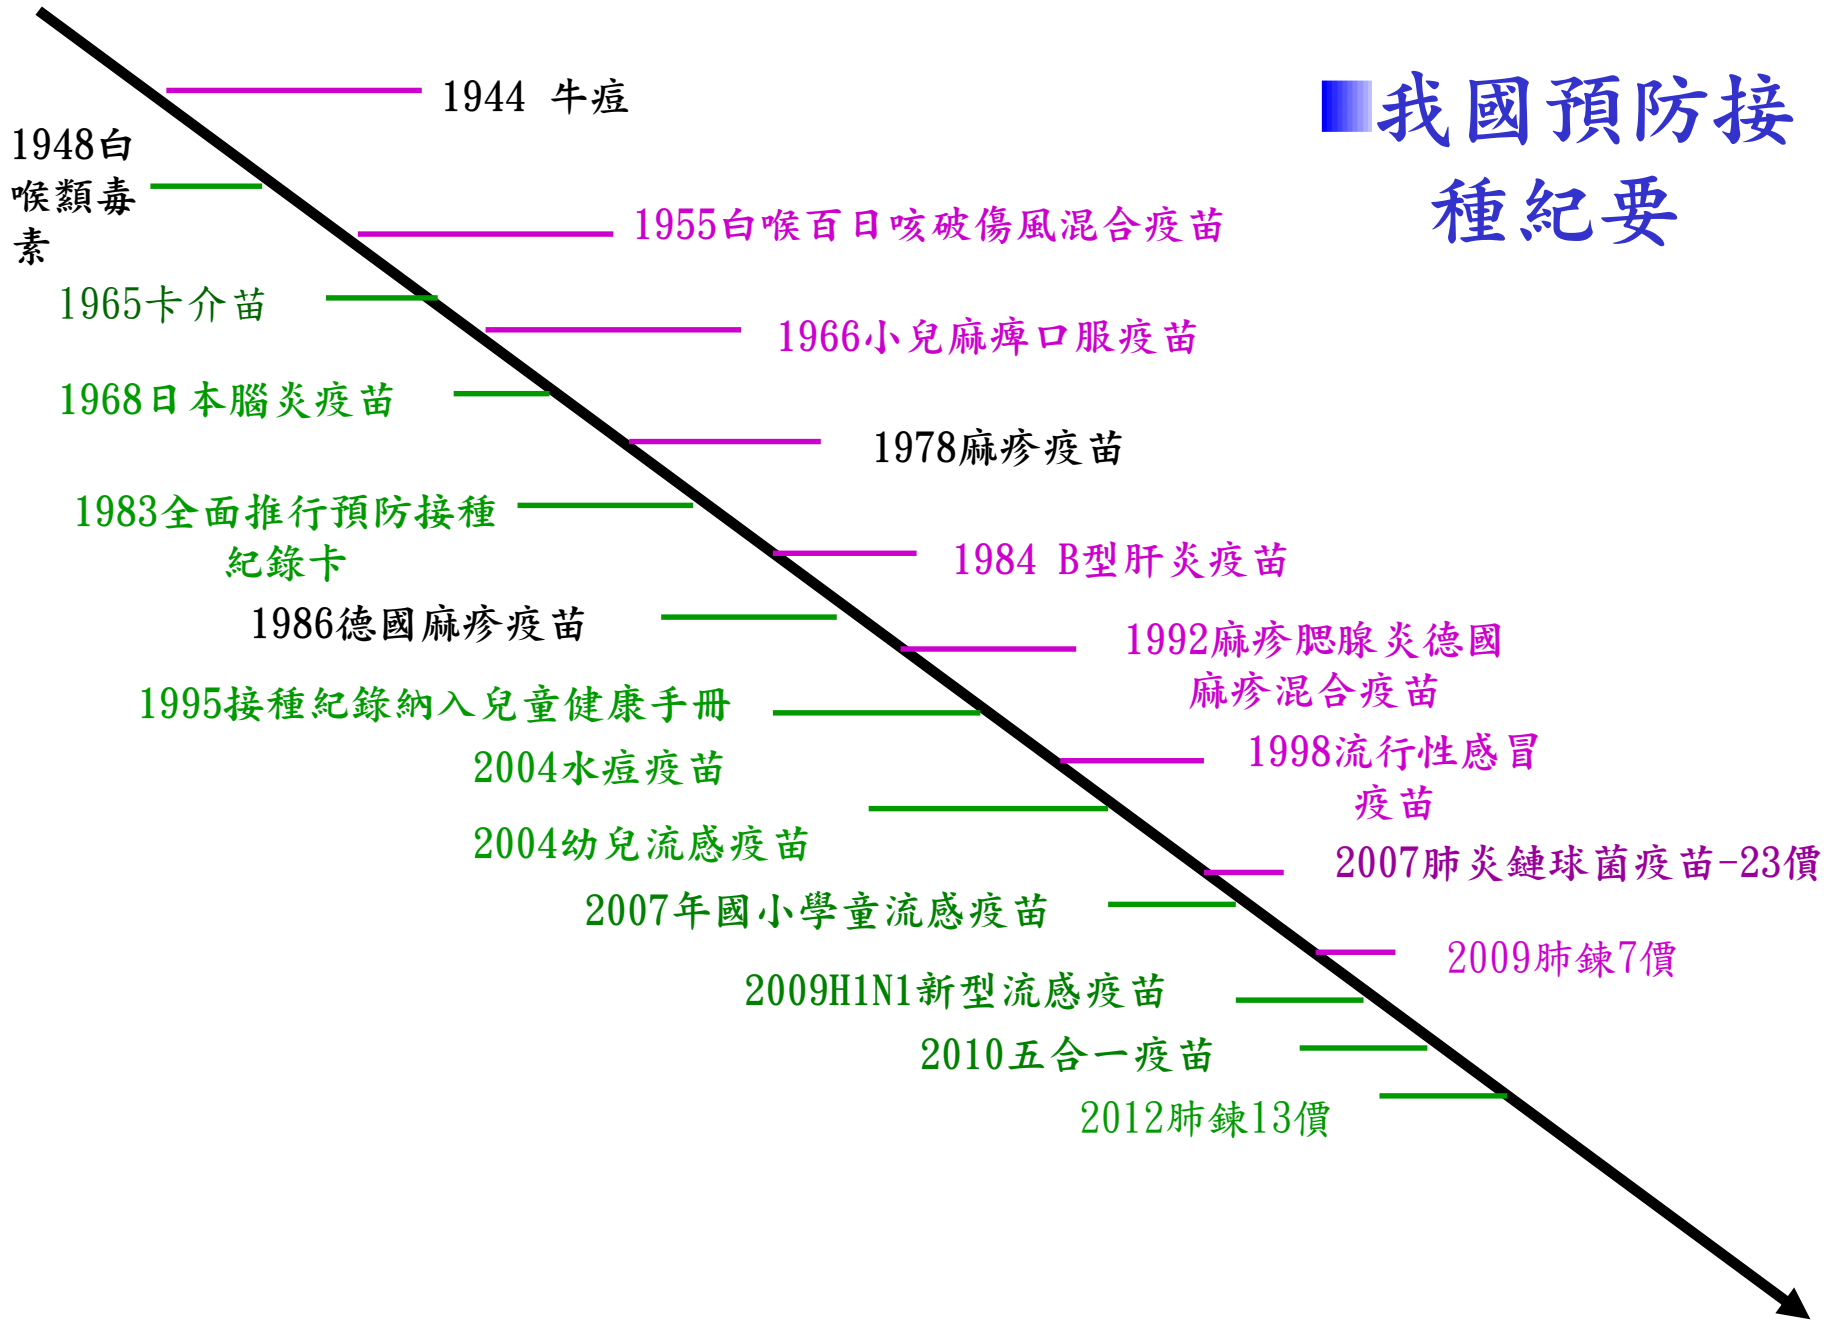 我國預防接
種紀要
1944 牛痘
1948白
喉類毒
素
1955白喉百日咳破傷風混合疫苗
1965卡介苗
1966小兒麻痺口服疫苗
1968日本腦炎疫苗
1978麻疹疫苗
1983全面推行預防接種
紀錄卡
1984 B型肝炎疫苗
1986德國麻疹疫苗
1992麻疹腮腺炎德國
麻疹混合疫苗
1995接種紀錄納入兒童健康手冊
1998流行性感冒
疫苗
2004水痘疫苗
2004幼兒流感疫苗
2007肺炎鏈球菌疫苗-23價
2007年國小學童流感疫苗
2009肺鍊7價
2009H1N1新型流感疫苗
2010五合一疫苗
2012肺鍊13價